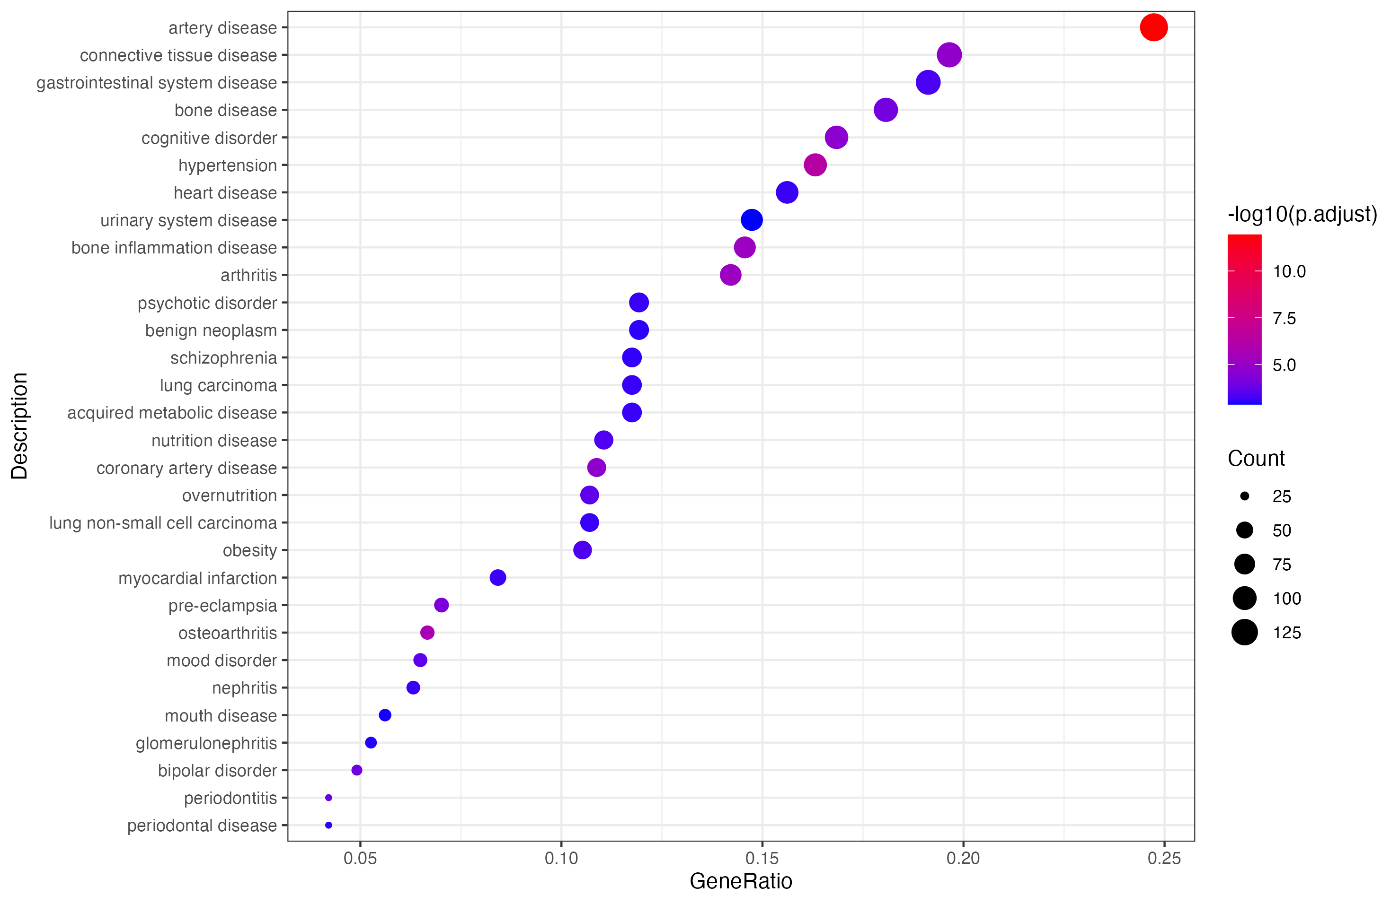 artery disease
connective tissue disease
gastrointestinal system disease
bone disease
cognitive disorder
hypertension
heart disease
urinary system disease
bone inflammation disease
arthritis
psychotic disorder
benign neoplasm
schizophrenia
lung carcinoma
acquired metabolic disease
nutrition disease
coronary artery disease
overnutrition
lung non-small cell carcinoma
obesity
myocardial infarction
pre-eclampsia
osteoarthritis
mood disorder
nephritis
mouth disease
glomerulonephritis
bipolar disorder
periodontitis
periodontal disease
Description
0.05 0.10 0.15 0.20 0.25
GeneRatio
-log10(p.adjust)
10.0
7.5
5.0
Count
25
50
75
100
125